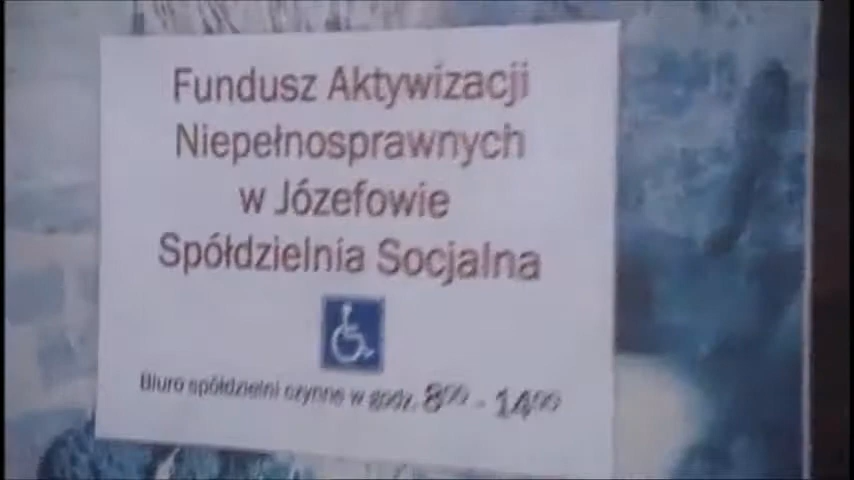 Fundusz Aktywizacji
Niepełnosprawnych
w Józefowie
Spółdzielnia Socjalna
Biuro spółdzielni czynne w godz. 8⁰⁰ - 14⁰⁰